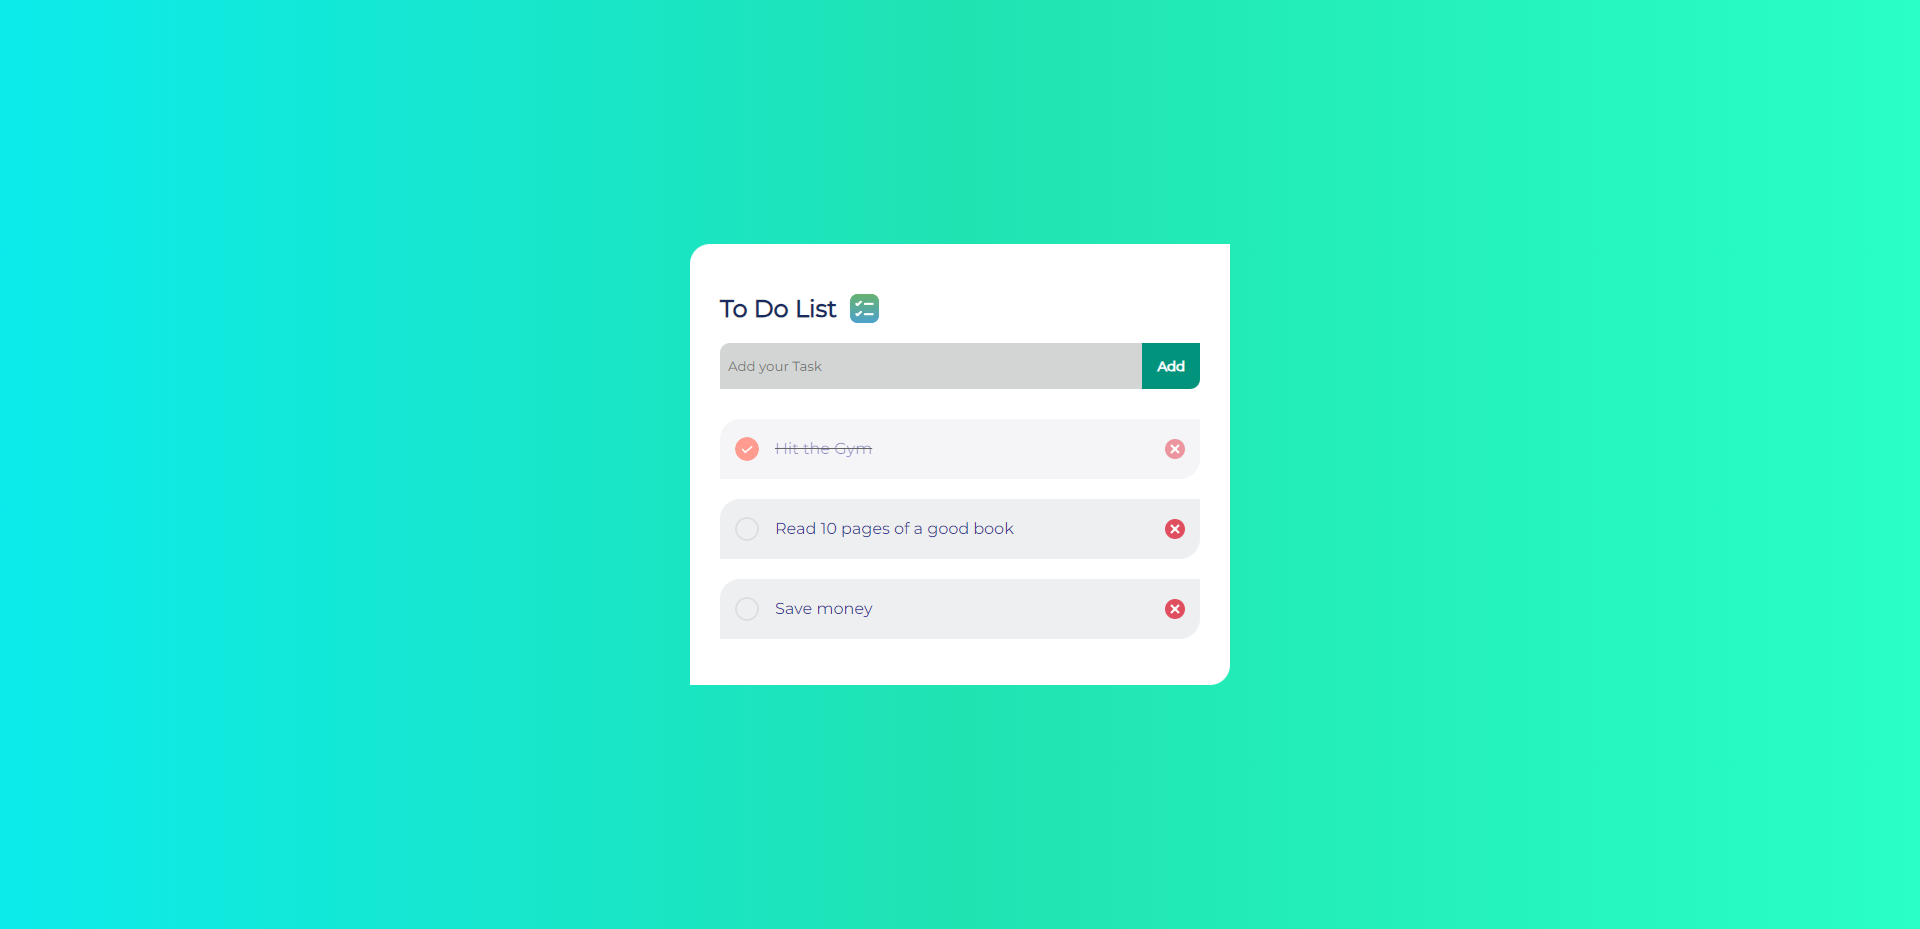 To Do List
Add your Task
Add
Hit the Gym
Read 10 pages of a good book
Save money